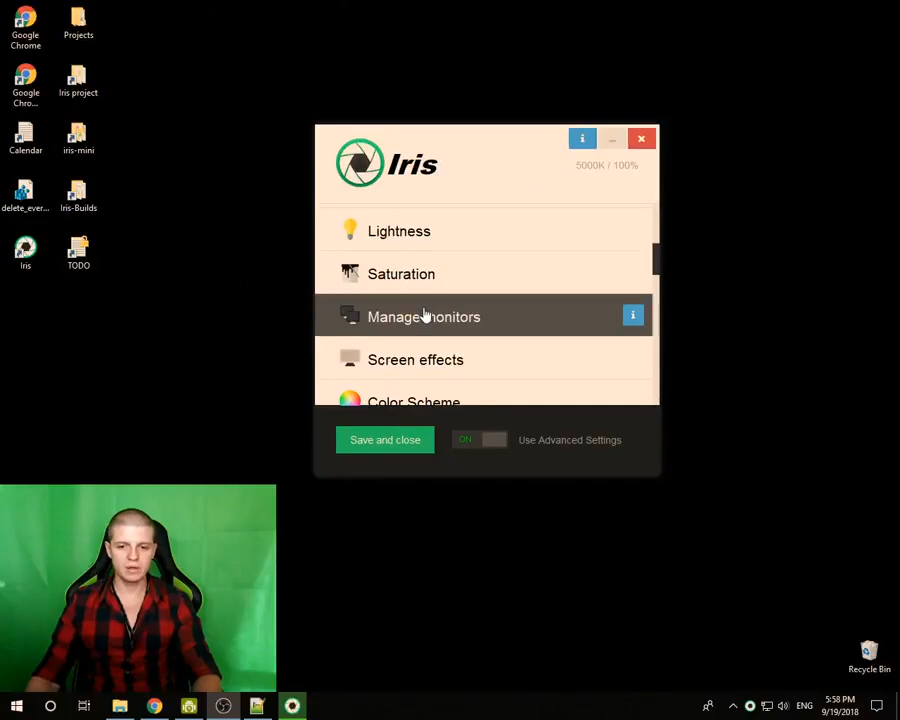 Google
Chrome
Projects
Google
Chro...
Iris project
Calendar
iris-mini
delete_ever...
Iris-Builds
Iris
TODO
Iris
i
5000K / 100%
Lightness
Saturation
Manage monitors
i
Screen effects
Color Scheme
Save and close
ON
Use Advanced Settings
Recycle Bin
ENG
5:58 PM
9/19/2018